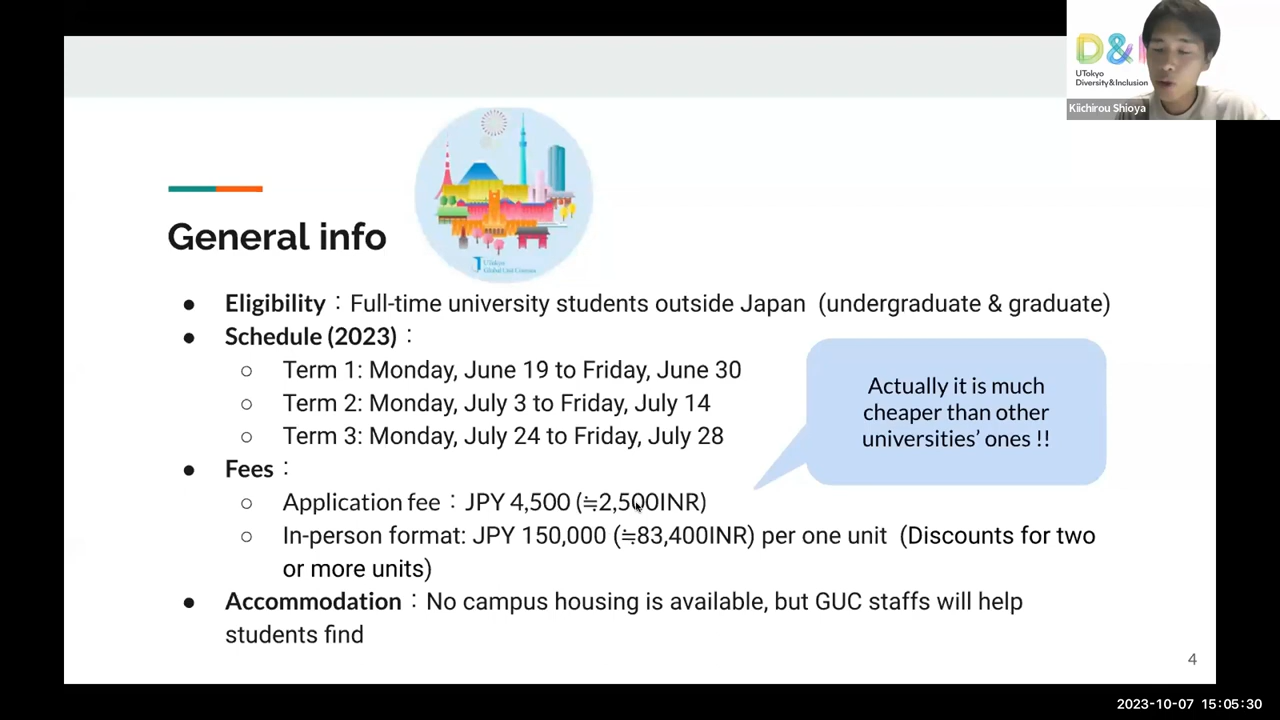 D&
UTokyo
Diversity&Inclusion
Kiichirou Shioya
UTokyo
Global Unit Courses
General info
● Eligibility：Full-time university students outside Japan (undergraduate & graduate)
● Schedule (2023)：
○ Term 1: Monday, June 19 to Friday, June 30
○ Term 2: Monday, July 3 to Friday, July 14
○ Term 3: Monday, July 24 to Friday, July 28
Actually it is much
cheaper than other
universities’ ones !!
● Fees：
○ Application fee：JPY 4,500 (≒2,500INR)
○ In-person format: JPY 150,000 (≒83,400INR) per one unit (Discounts for two
or more units)
● Accommodation：No campus housing is available, but GUC staffs will help
students find
4
2023-10-07 15:05:30